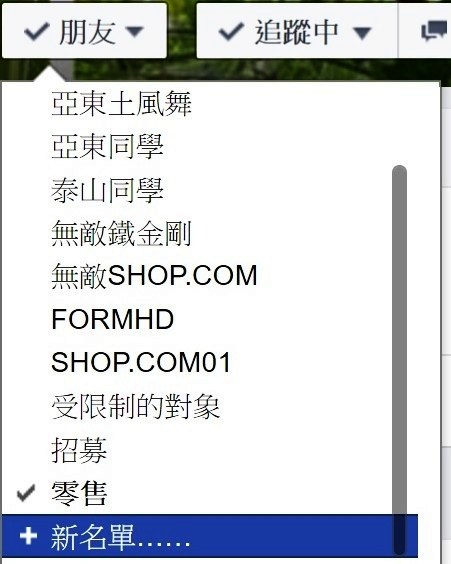 朋友 追蹤中
亞東土風舞
亞東同學
泰山同學
無敵鐵金剛
無敵SHOP.COM
FORMHD
SHOP.COM01
受限制的對象
招募
零售
新名單......